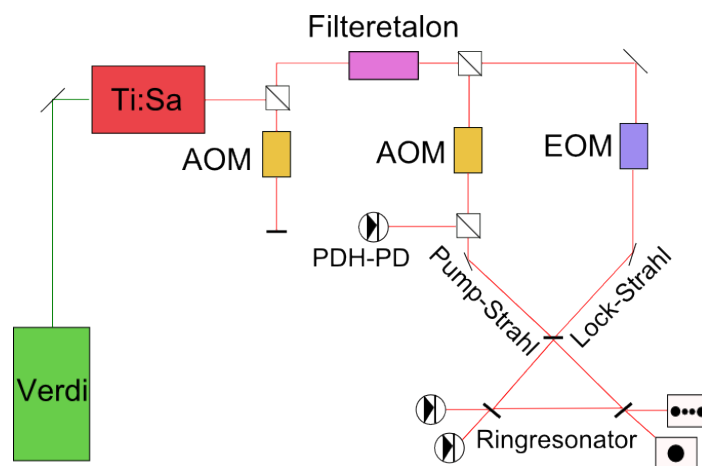 Filteretalon
Ti:Sa
AOM
AOM
EOM
PDH-PD
Pump-Strahl
Lock-Strahl
Verdi
Ringresonator